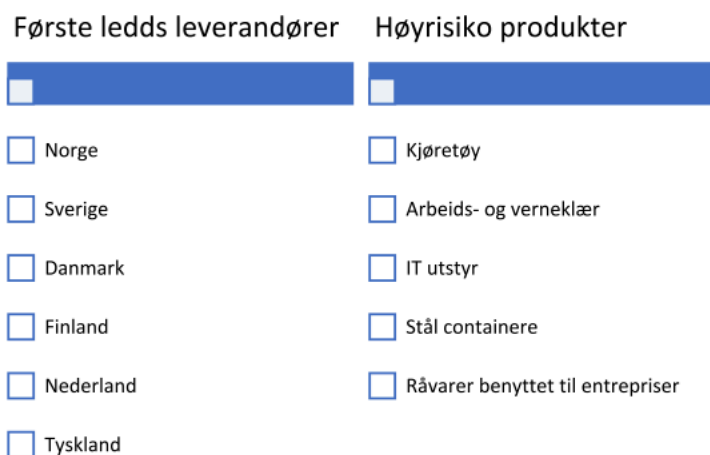 Første ledds leverandører
Norge
Sverige
Danmark
Finland
Nederland
Tyskland
Høyrisiko produkter
Kjøretøy
Arbeids- og verneklær
IT utstyr
Stål containere
Råvarer benyttet til entrepriser